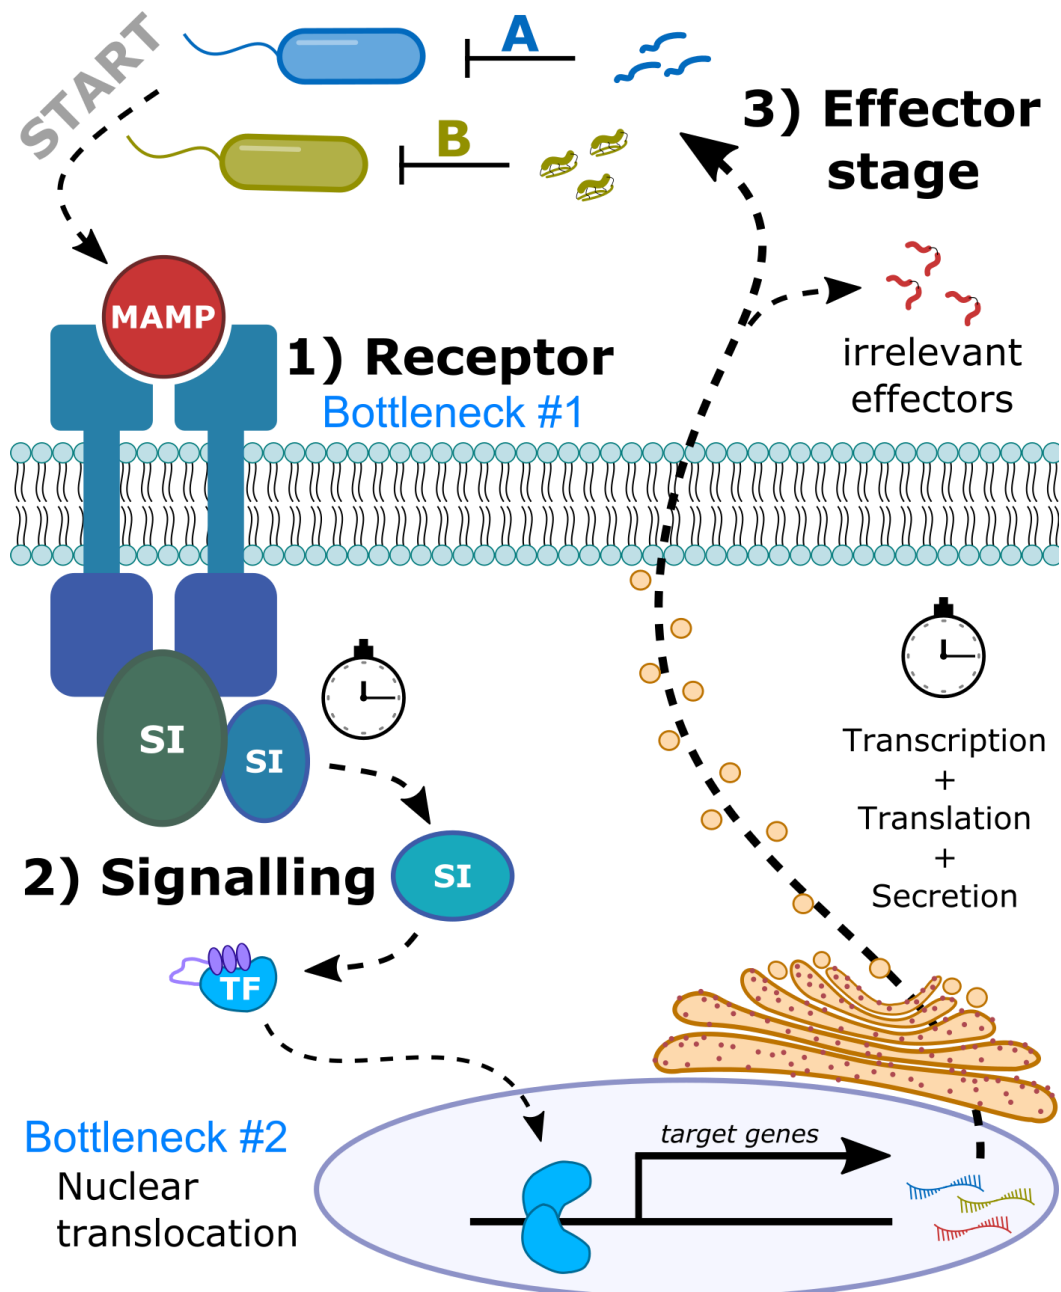 START
A
B
3) Effector
stage
MAMP
1) Receptor
Bottleneck #1
irrelevant
effectors
SI
SI
Transcription
+
Translation
+
Secretion
2) Signalling
SI
TF
Bottleneck #2
Nuclear
translocation
target genes